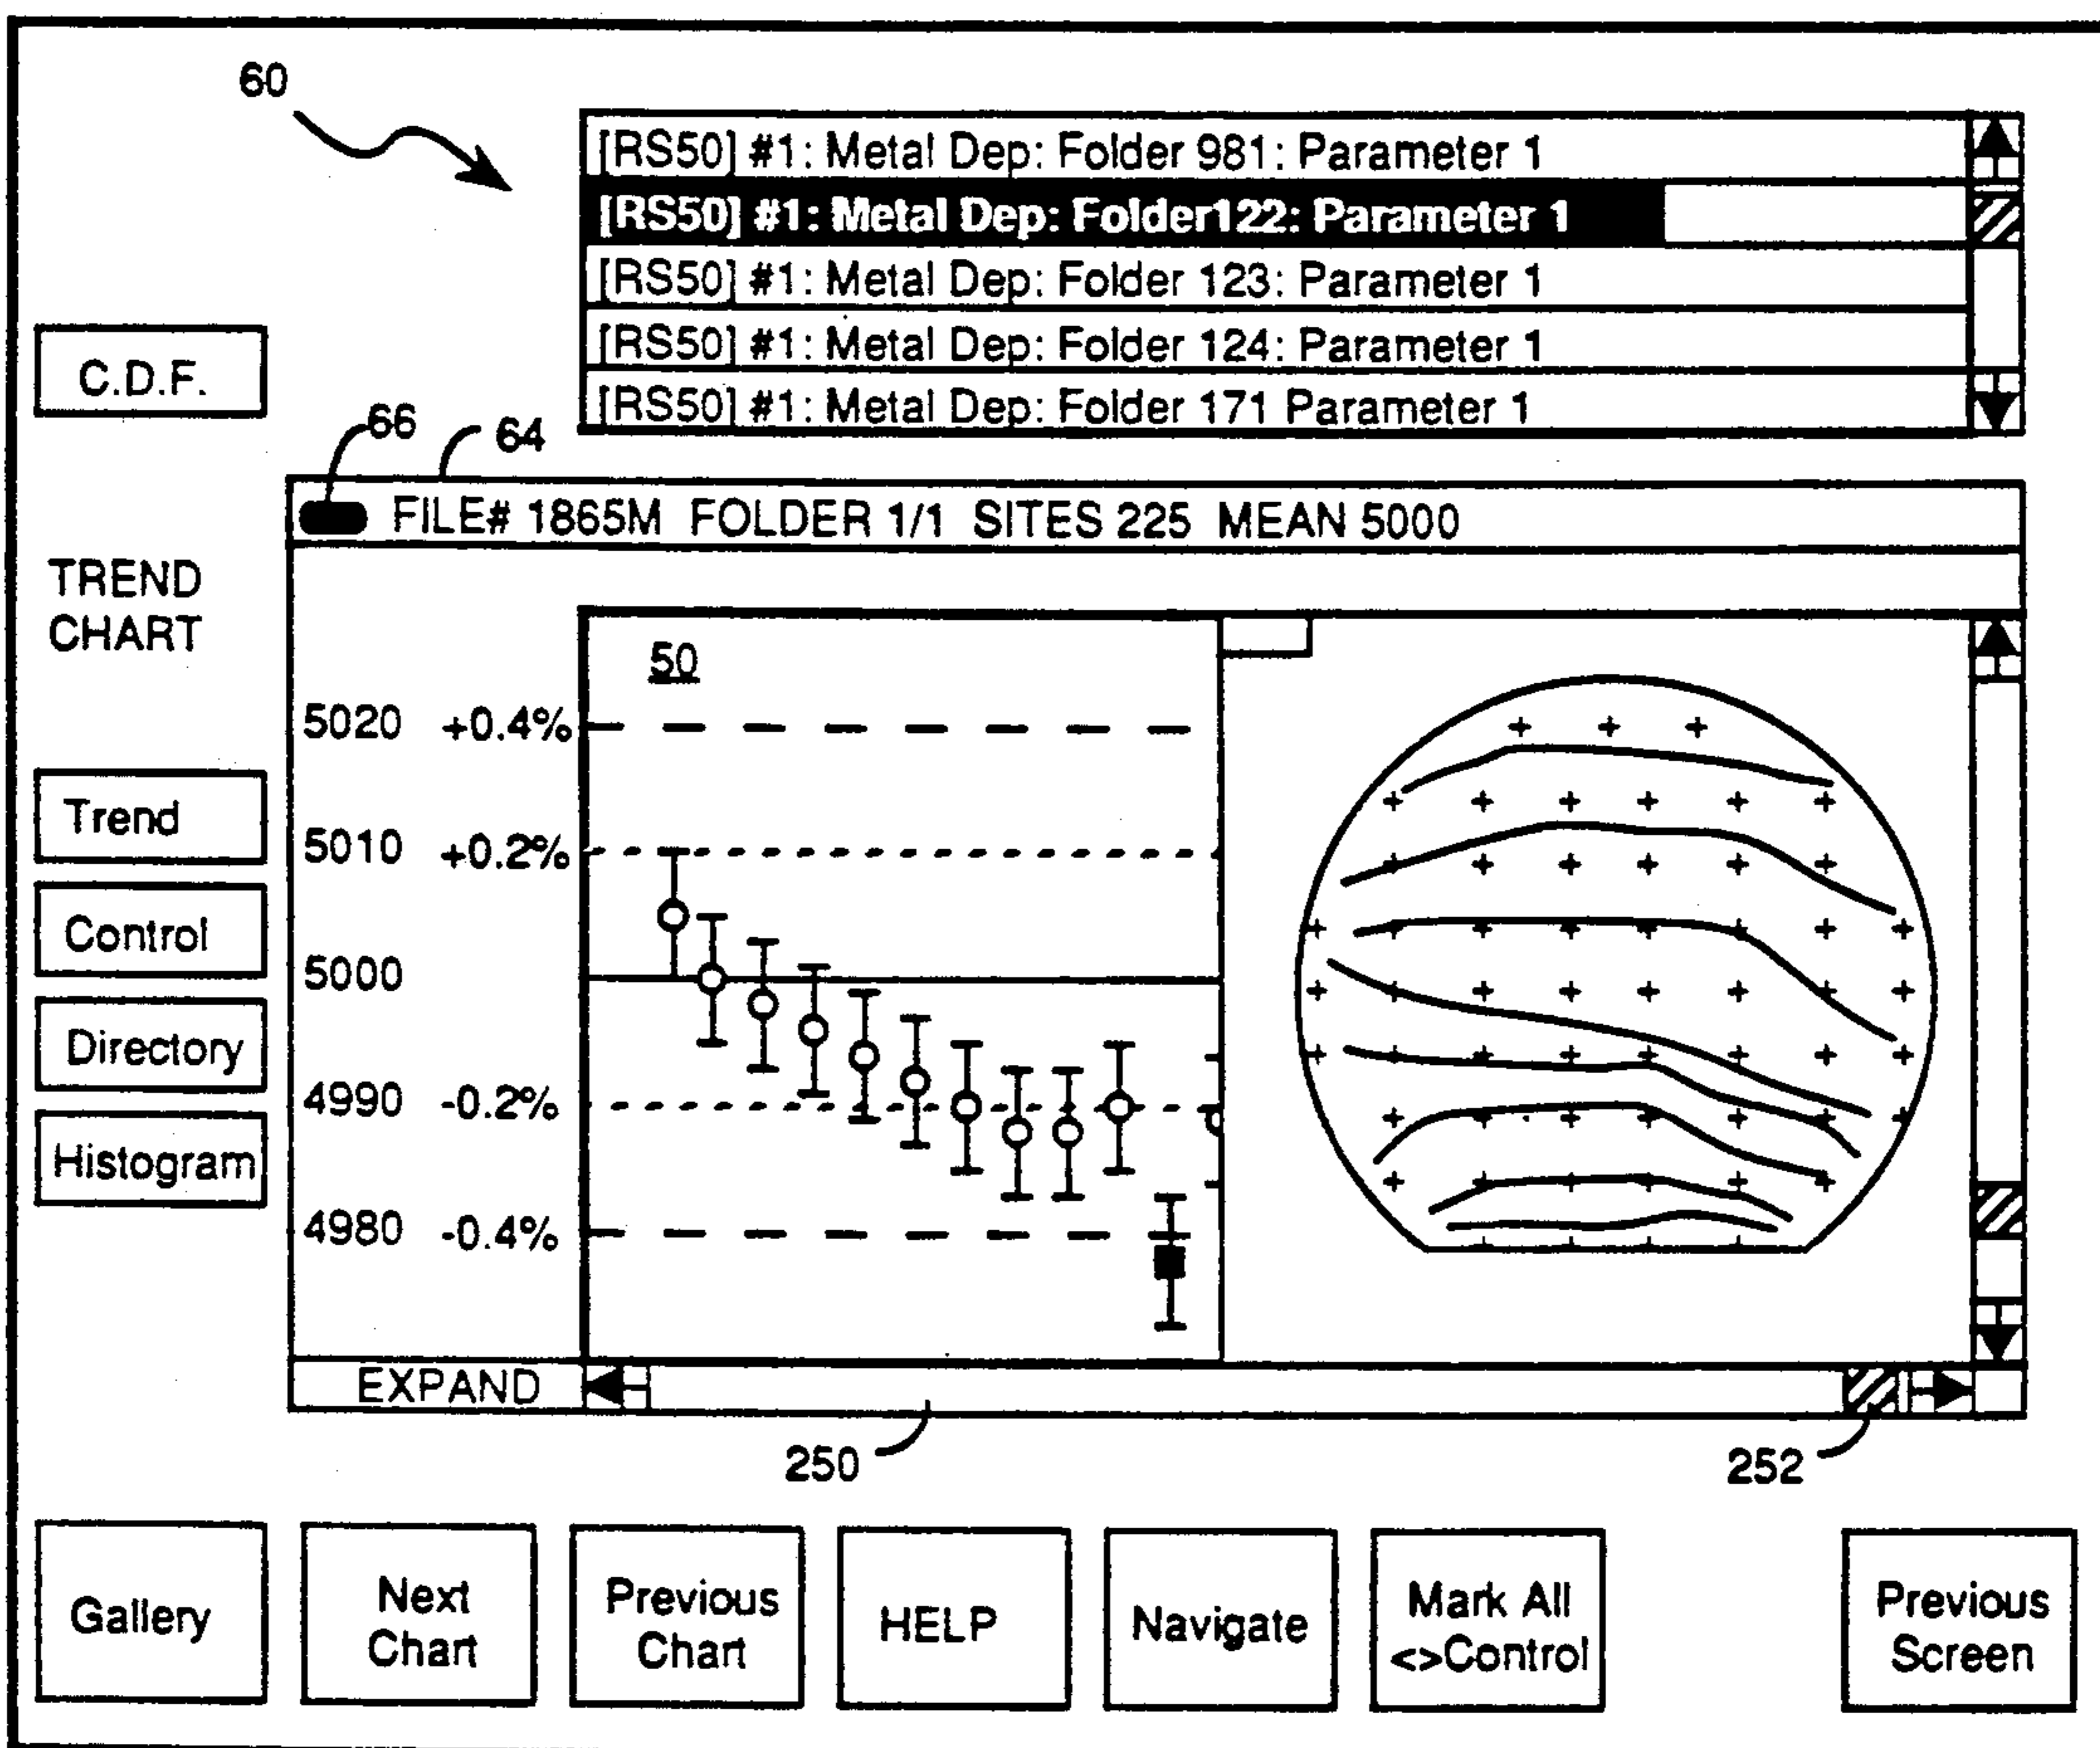 60
[RS50] #1: Metal Dep: Folder 981: Parameter 1
[RS50] #1: Metal Dep: Folder122: Parameter 1
[RS50] #1: Metal Dep: Folder 123: Parameter 1
[RS50] #1: Metal Dep: Folder 124: Parameter 1
[RS50] #1: Metal Dep: Folder 171 Parameter 1
C.D.F.
66
64
FILE# 1865M FOLDER 1/1 SITES 225 MEAN 5000
TREND
CHART
50
5020 +0.4%
5010 +0.2%
5000
4990 -0.2%
4980 -0.4%
Trend
Control
Directory
Histogram
EXPAND
250
252
Gallery
Next
Chart
Previous
Chart
HELP
Navigate
Mark All
<>Control
Previous
Screen